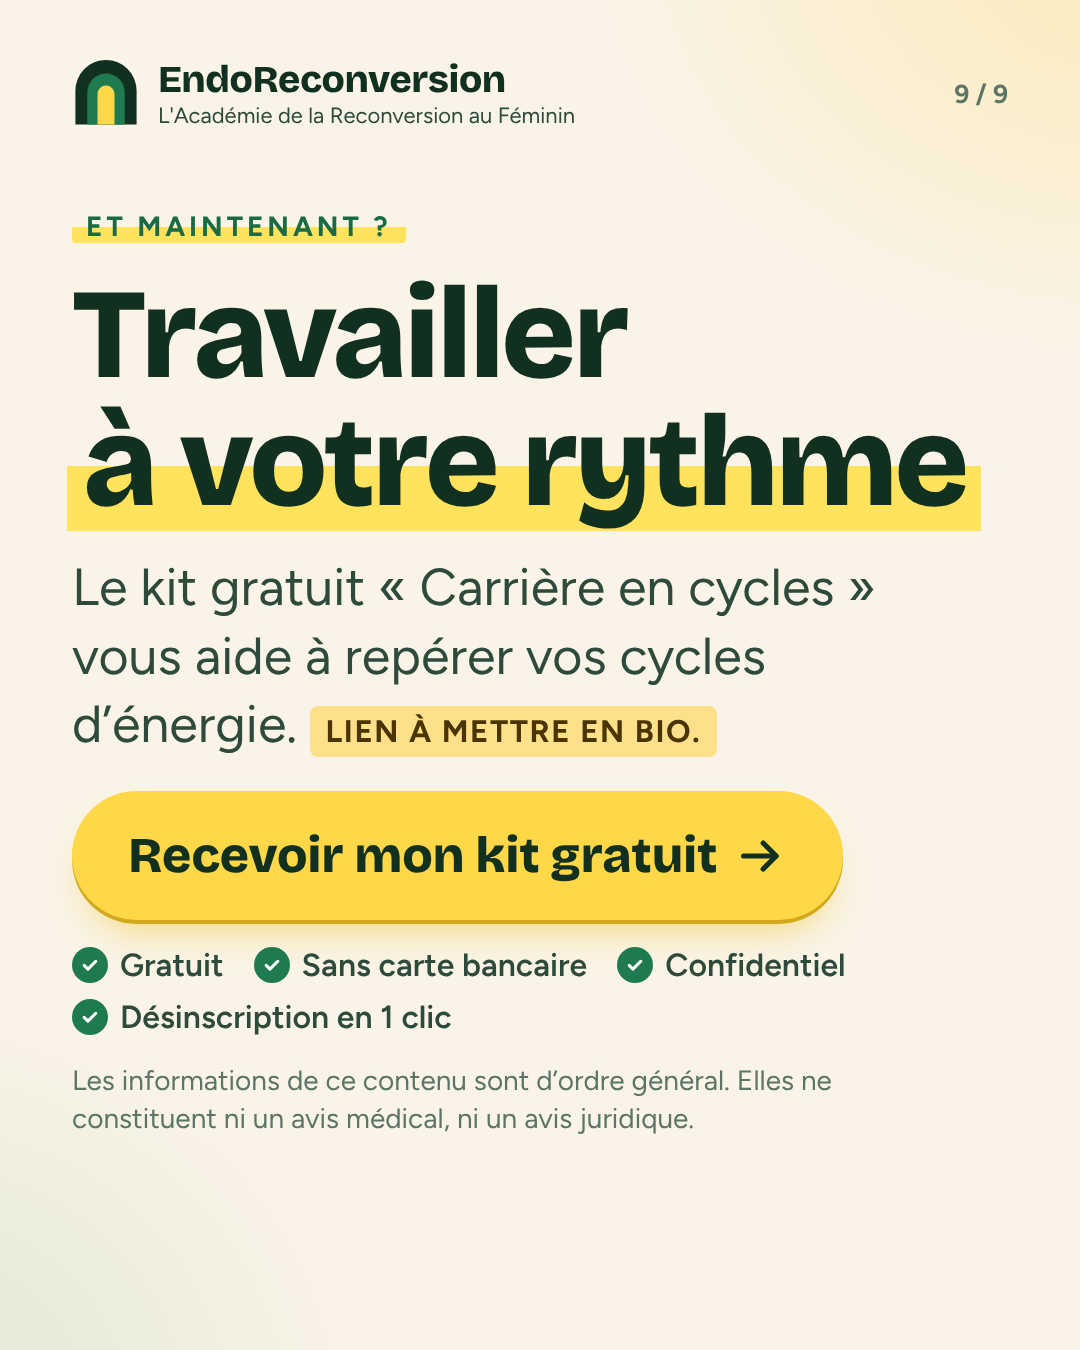 EndoReconversion
L'Académie de la Reconversion au Féminin
9 / 9
ET MAINTENANT ?
Travailler
à votre rythme
Le kit gratuit « Carrière en cycles »
vous aide à repérer vos cycles
d’énergie. LIEN À METTRE EN BIO.
Recevoir mon kit gratuit →
Gratuit Sans carte bancaire Confidentiel
Désinscription en 1 clic
Les informations de ce contenu sont d’ordre général. Elles ne
constituent ni un avis médical, ni un avis juridique.